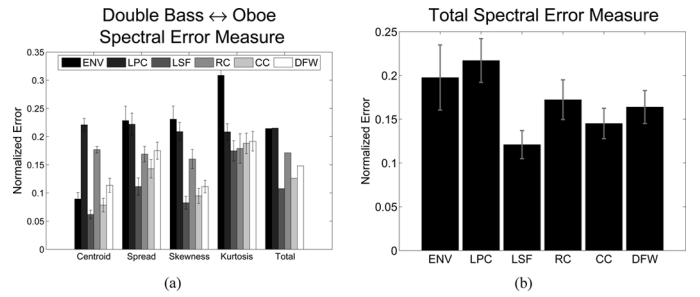 Double Bass ↔ Oboe
Spectral Error Measure
ENV LPC LSF RC CC DFW
Normalized Error
0.35
0.3
0.25
0.2
0.15
0.1
0.05
0
Centroid Spread Skewness Kurtosis Total
(a)
Total Spectral Error Measure
Normalized Error
0.25
0.2
0.15
0.1
0.05
0
ENV LPC LSF RC CC DFW
(b)